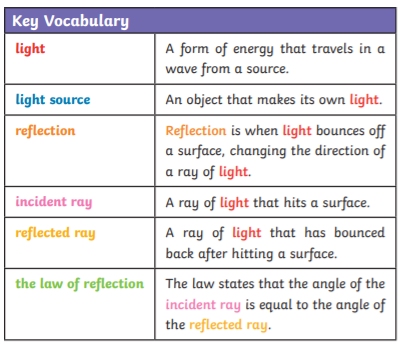 Key Vocabulary
light
A form of energy that travels in a
wave from a source.
light source
An object that makes its own light.
reflection
Reflection is when light bounces off
a surface, changing the direction of
a ray of light.
incident ray
A ray of light that hits a surface.
reflected ray
A ray of light that has bounced
back after hitting a surface.
the law of reflection
The law states that the angle of the
incident ray is equal to the angle of
the reflected ray.